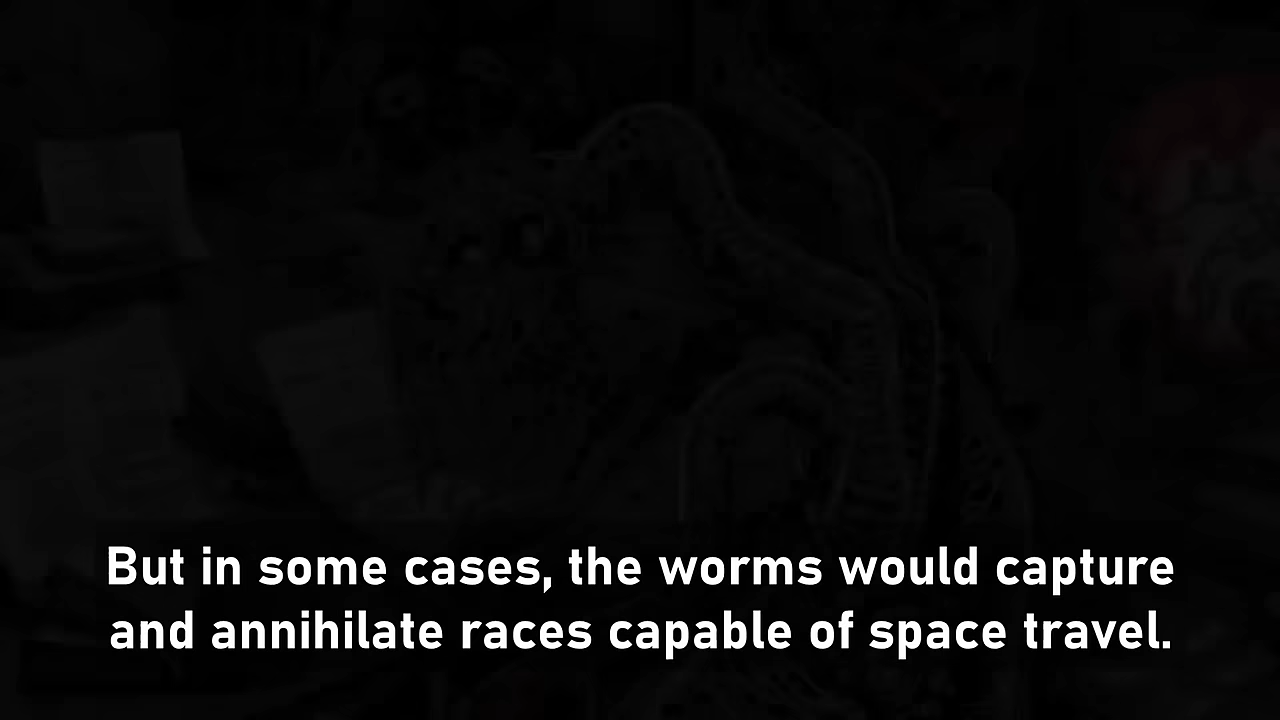 But in some cases, the worms would capture
and annihilate races capable of space travel.